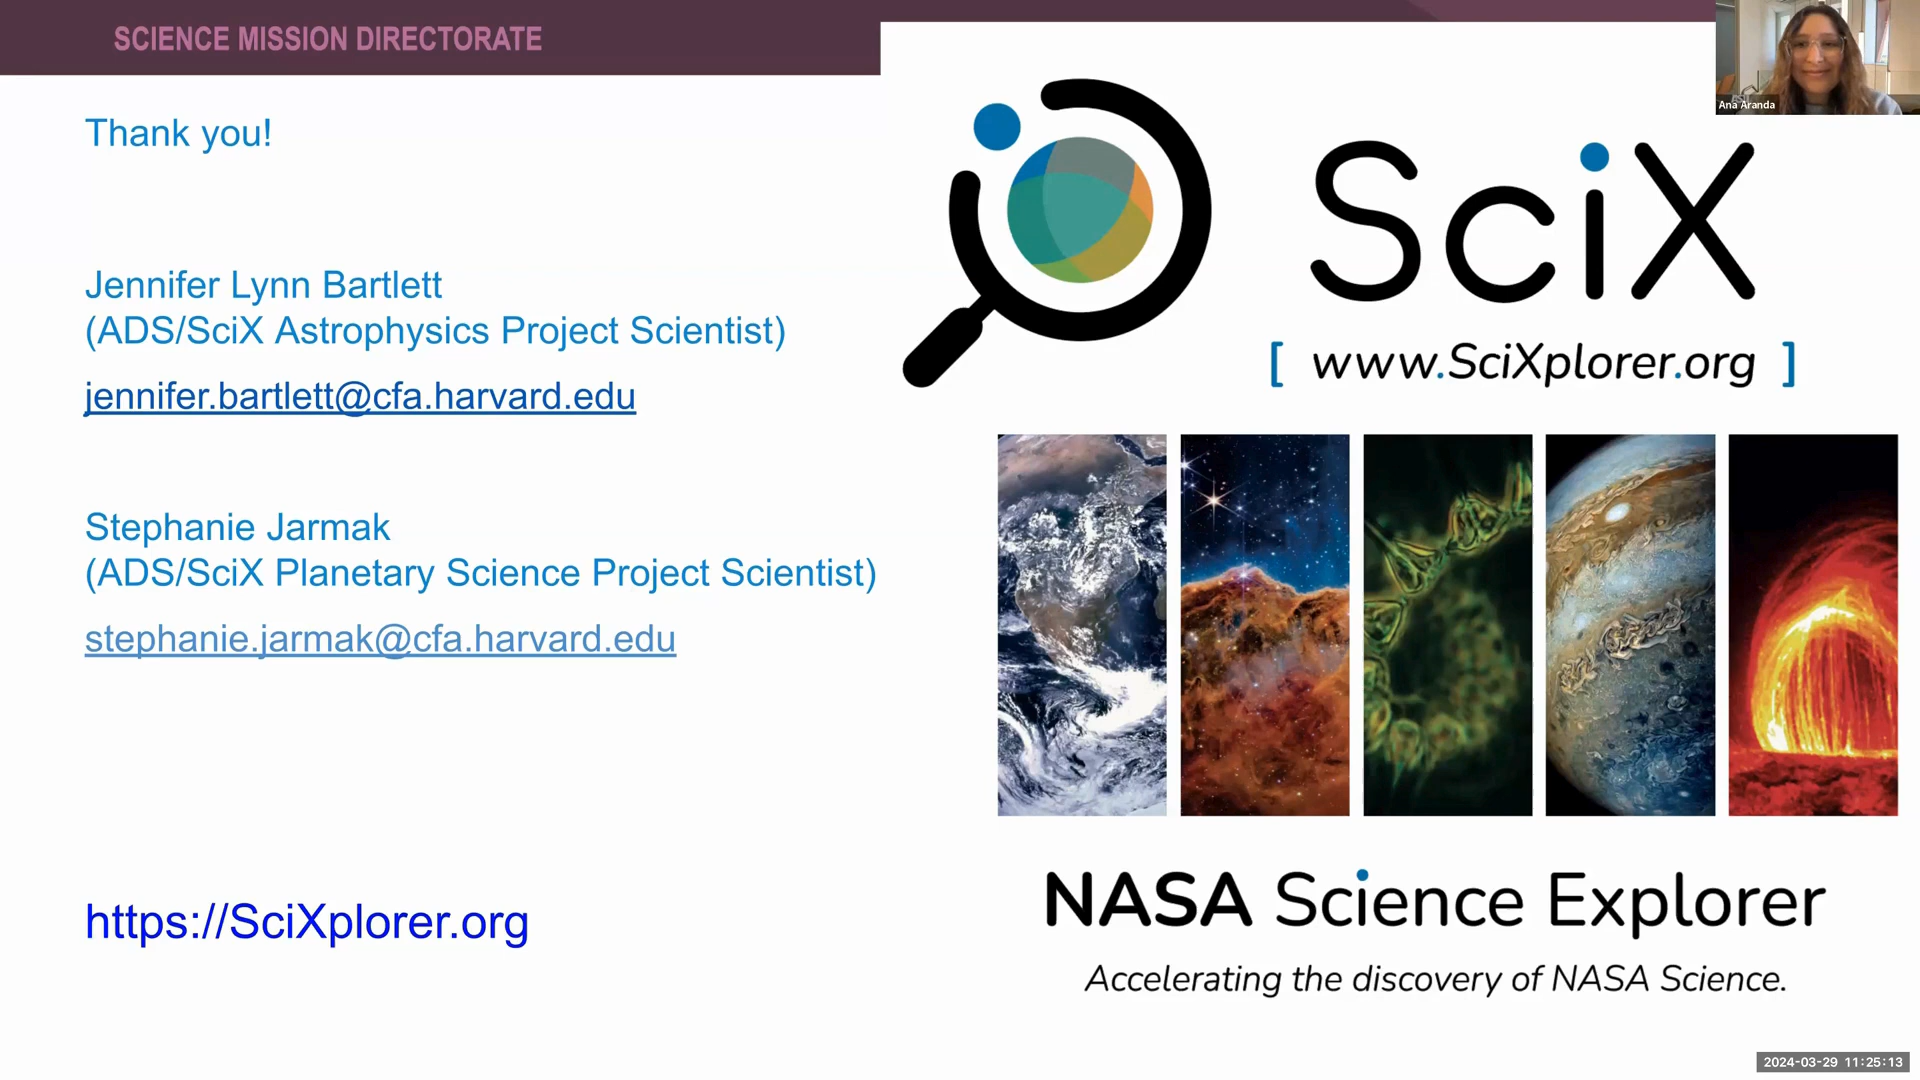 SCIENCE MISSION DIRECTORATE
Thank you!
Jennifer Lynn Bartlett
(ADS/SciX Astrophysics Project Scientist)
jennifer.bartlett@cfa.harvard.edu
Stephanie Jarmak
(ADS/SciX Planetary Science Project Scientist)
stephanie.jarmak@cfa.harvard.edu
https://SciXplorer.org
SciX
[ www.SciXplorer.org ]
NASA Science Explorer
Accelerating the discovery of NASA Science.
Ana Aranda
2024-03-29 11:25:13